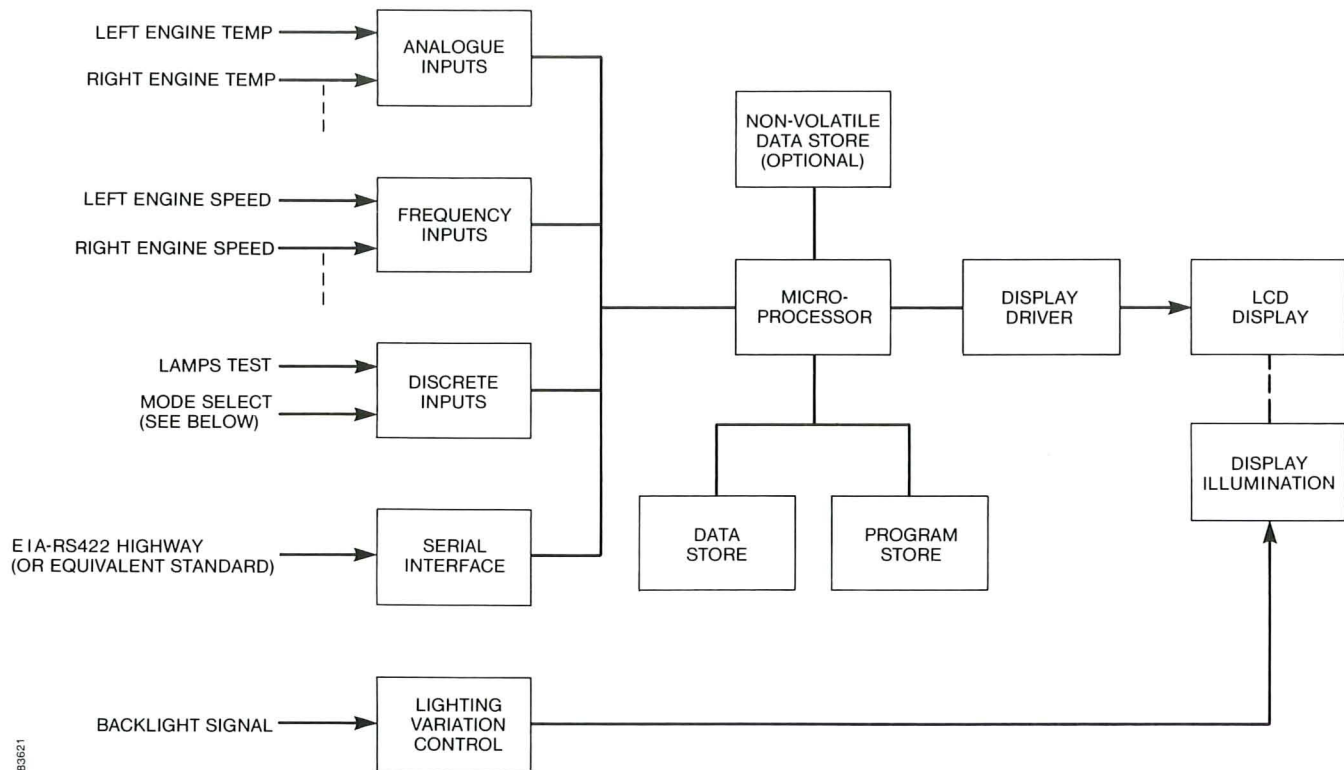 LEFT ENGINE TEMP
RIGHT ENGINE TEMP
ANALOGUE
INPUTS
NON-VOLATILE
DATA STORE
(OPTIONAL)
LEFT ENGINE SPEED
RIGHT ENGINE SPEED
FREQUENCY
INPUTS
MICRO-
PROCESSOR
DISPLAY
DRIVER
LCD
DISPLAY
LAMPS TEST
MODE SELECT
(SEE BELOW)
DISCRETE
INPUTS
DISPLAY
ILLUMINATION
DATA
STORE
PROGRAM
STORE
EIA-RS422 HIGHWAY
(OR EQUIVALENT STANDARD)
SERIAL
INTERFACE
BACKLIGHT SIGNAL
LIGHTING
VARIATION
CONTROL
83621